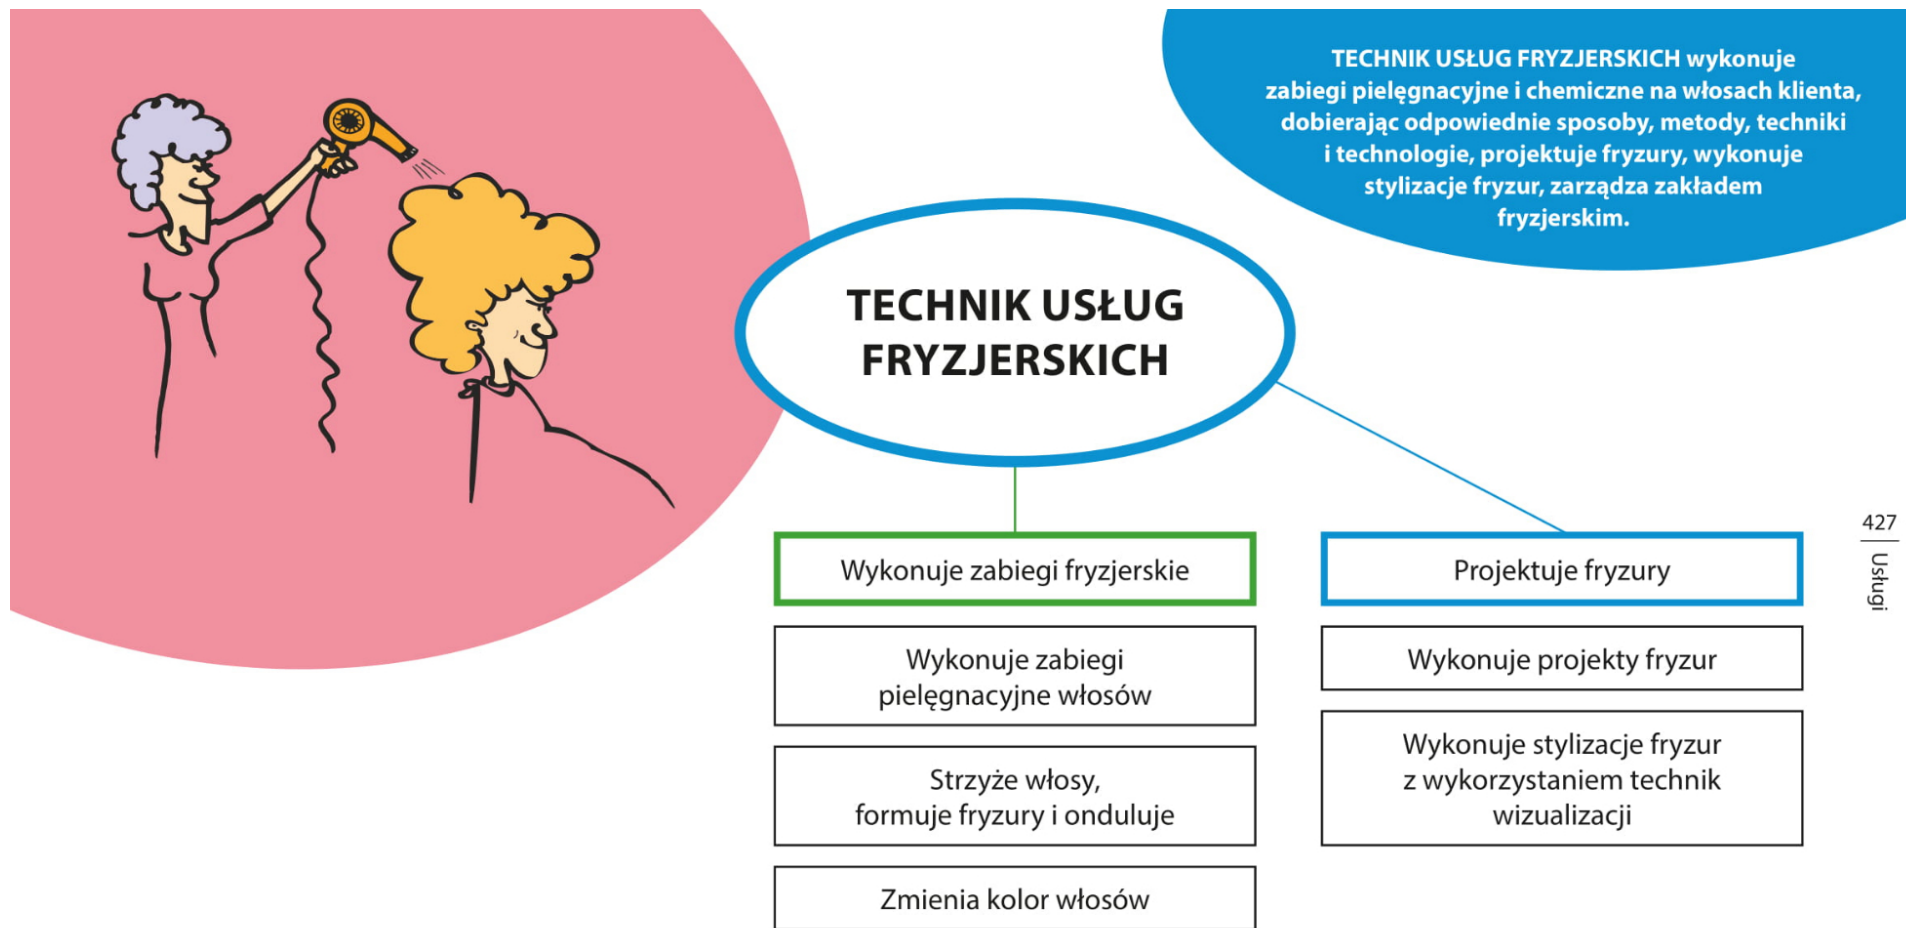 TECHNIK USŁUG FRYZJERSKICH wykonuje
zabiegi pielęgnacyjne i chemiczne na włosach klienta,
dobierając odpowiednie sposoby, metody, techniki
i technologie, projektuje fryzury, wykonuje
stylizacje fryzur, zarządza zakładem
fryzjerskim.
TECHNIK USŁUG
FRYZJERSKICH
Wykonuje zabiegi fryzjerskie
Wykonuje zabiegi
pielęgnacyjne włosów
Strzyże włosy,
formuje fryzury i onduluje
Zmienia kolor włosów
Projektuje fryzury
Wykonuje projekty fryzur
Wykonuje stylizacje fryzur
z wykorzystaniem technik
wizualizacji
427
Usługi